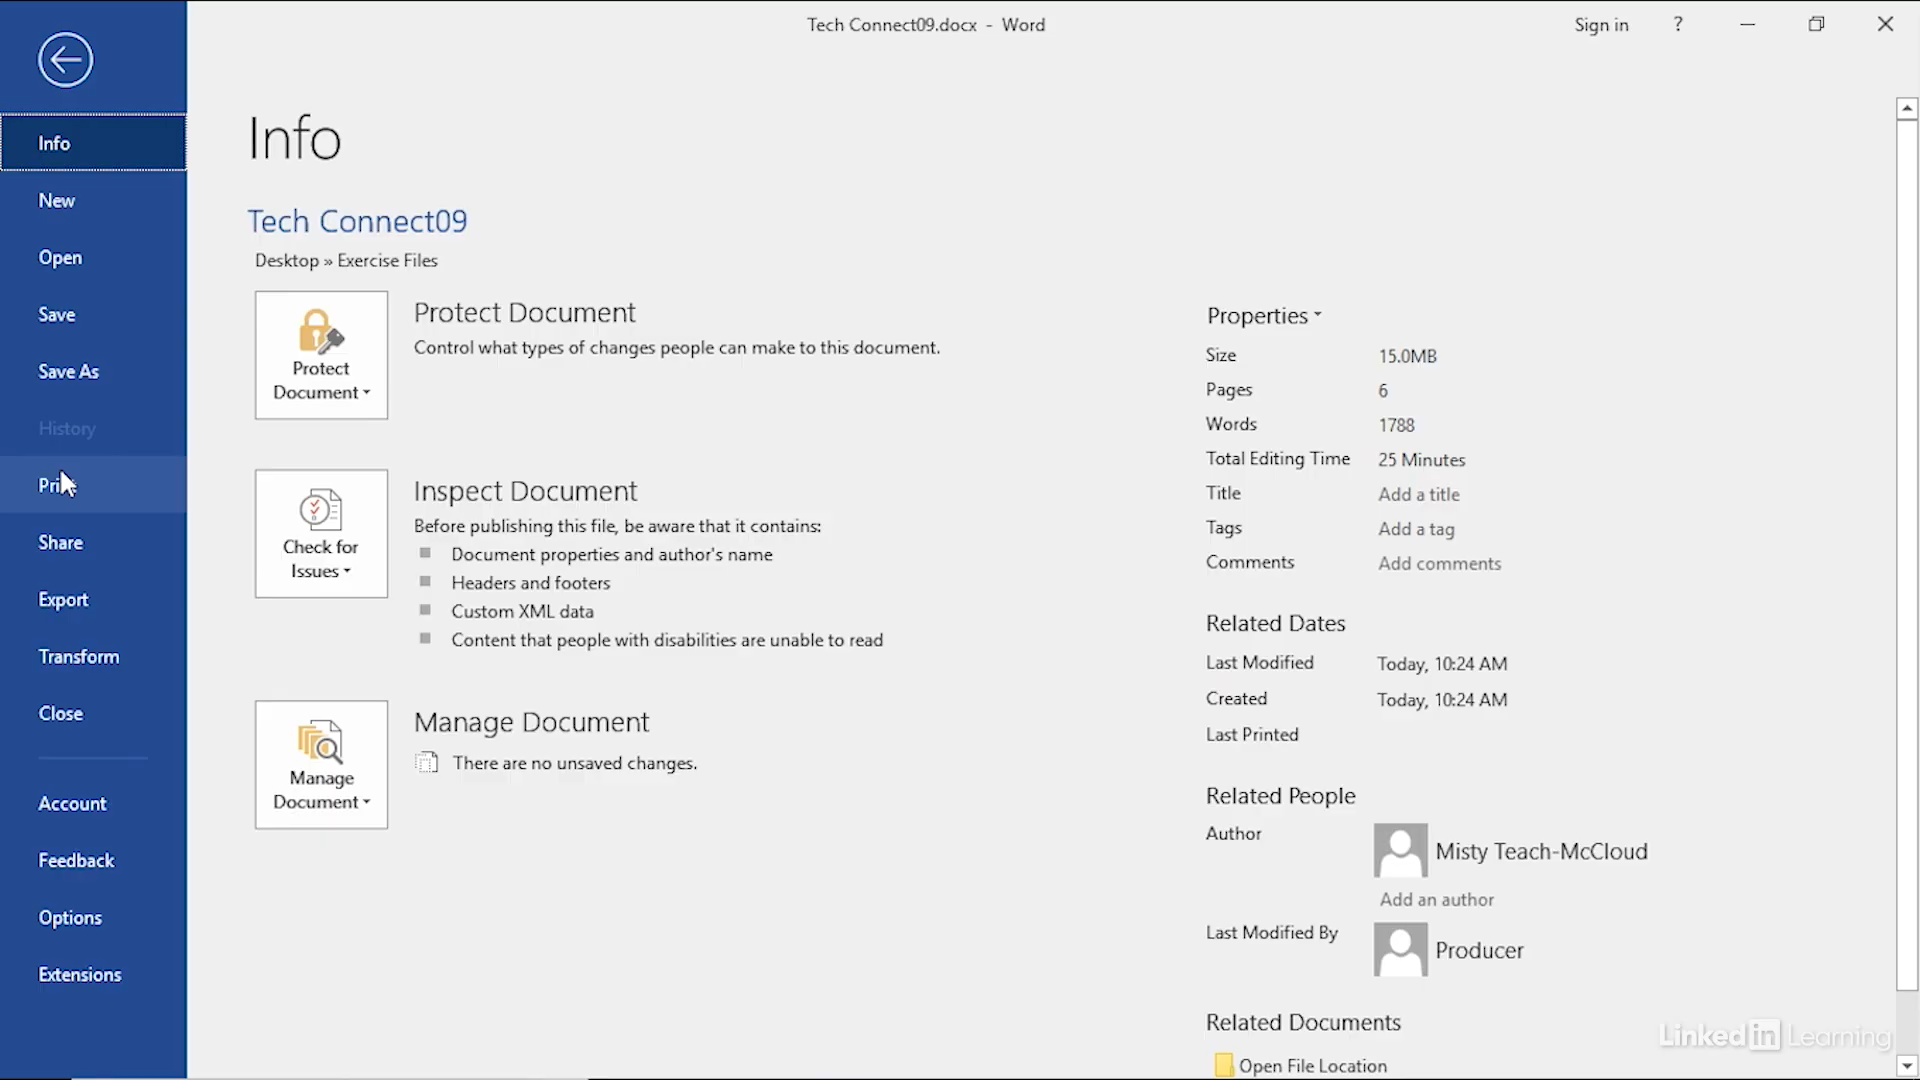 Tech Connect09.docx - Word
Sign in
?
Info
New
Open
Save
Save As
History
Share
Export
Transform
Close
Account
Feedback
Options
Extensions
Info
Tech Connect09
Desktop » Exercise Files
Protect Document
Protect Document
Control what types of changes people can make to this document.
Check for Issues
Inspect Document
Before publishing this file, be aware that it contains:
Document properties and author's name
Headers and footers
Custom XML data
Content that people with disabilities are unable to read
Manage Document
Manage Document
There are no unsaved changes.
Properties
Size 15.0MB
Pages 6
Words 1788
Total Editing Time 25 Minutes
Title Add a title
Tags Add a tag
Comments Add comments
Related Dates
Last Modified Today, 10:24 AM
Created Today, 10:24 AM
Last Printed
Related People
Author Misty Teach-McCloud
Add an author
Last Modified By Producer
Related Documents
Open File Location
LinkedIn Learning